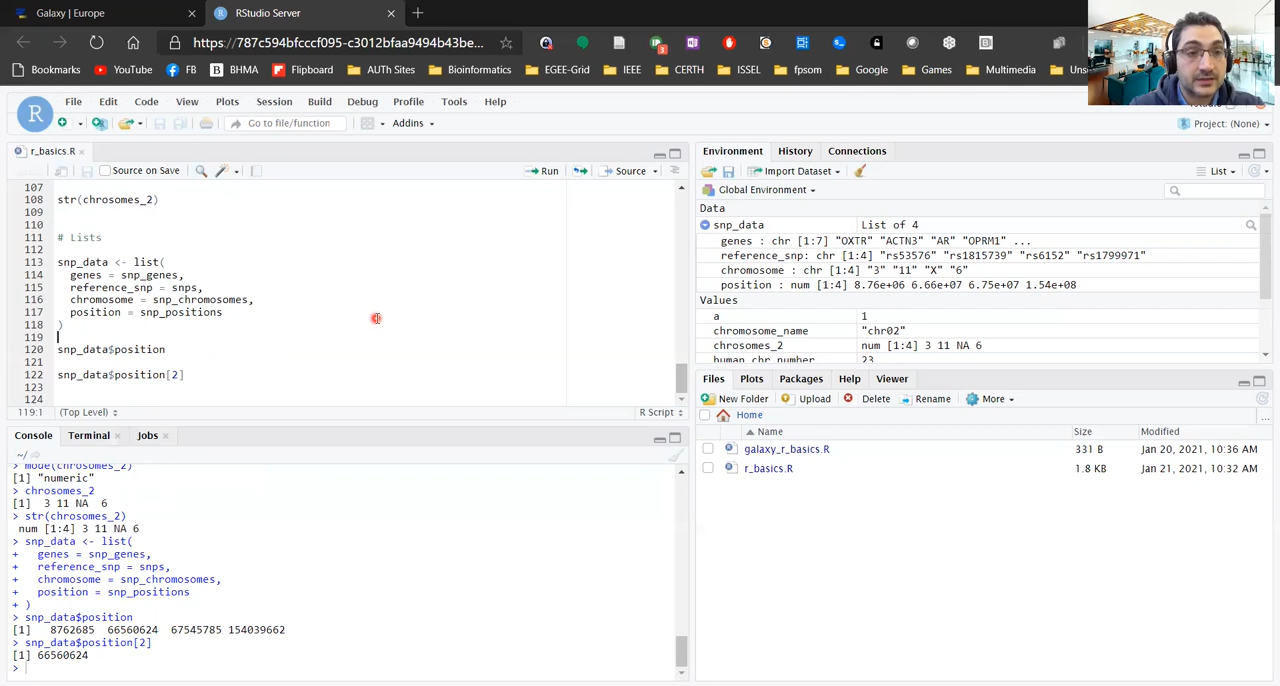 Galaxy | Europe
RStudio Server
https://787c594bfcccf095-c3012bfaa9494b43be...
Bookmarks YouTube FB BHMA Flipboard AUTh Sites Bioinformatics EGEE-Grid IEEE CERTH ISSEL fpsom Google Games Multimedia
File Edit Code View Plots Session Build Debug Profile Tools Help
Go to file/function Addins
Project: (None)
r_basics.R
Source on Save Run Source
107
108 str(chrosomes_2)
109
110
111 # Lists
112
113 snp_data <- list(
114 genes = snp_genes,
115 reference_snp = snps,
116 chromosome = snp_chromosomes,
117 position = snp_positions
118 )
119
120 snp_data$position
121
122 snp_data$position[2]
123
124
119:1 (Top Level) R Script
Console Terminal Jobs
~/
> mode(chrosomes_2)
[1] "numeric"
> chrosomes_2
[1] 3 11 NA 6
> str(chrosomes_2)
num [1:4] 3 11 NA 6
> snp_data <- list(
+ genes = snp_genes,
+ reference_snp = snps,
+ chromosome = snp_chromosomes,
+ position = snp_positions
+ )
> snp_data$position
[1] 8762685 66560624 67545785 154039662
> snp_data$position[2]
[1] 66560624
>
Environment History Connections
Import Dataset List
Global Environment
Data
snp_data List of 4
genes : chr [1:7] "OXTR" "ACTN3" "AR" "OPRM1" ...
reference_snp: chr [1:4] "rs53576" "rs1815739" "rs6152" "rs1799971"
chromosome : chr [1:4] "3" "11" "X" "6"
position : num [1:4] 8.76e+06 6.66e+07 6.75e+07 1.54e+08
Values
a 1
chromosome_name "chr02"
chrosomes_2 num [1:4] 3 11 NA 6
human_chr_number 23
Files Plots Packages Help Viewer
New Folder Upload Delete Rename More
Home
Name Size Modified
galaxy_r_basics.R 331 B Jan 20, 2021, 10:36 AM
r_basics.R 1.8 KB Jan 21, 2021, 10:32 AM